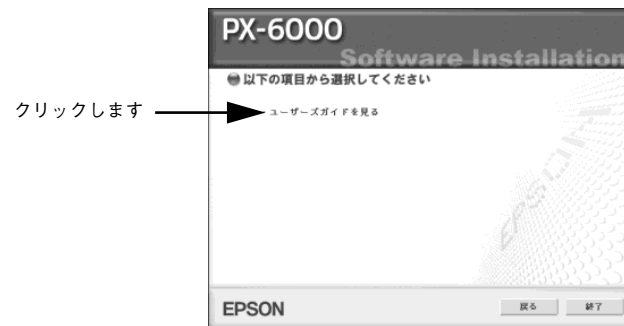 PX-6000
Software Installation
以下の項目から選択してください
クリックします
ユーザーズガイドを見る
EPSON
EPSON
戻る
終了